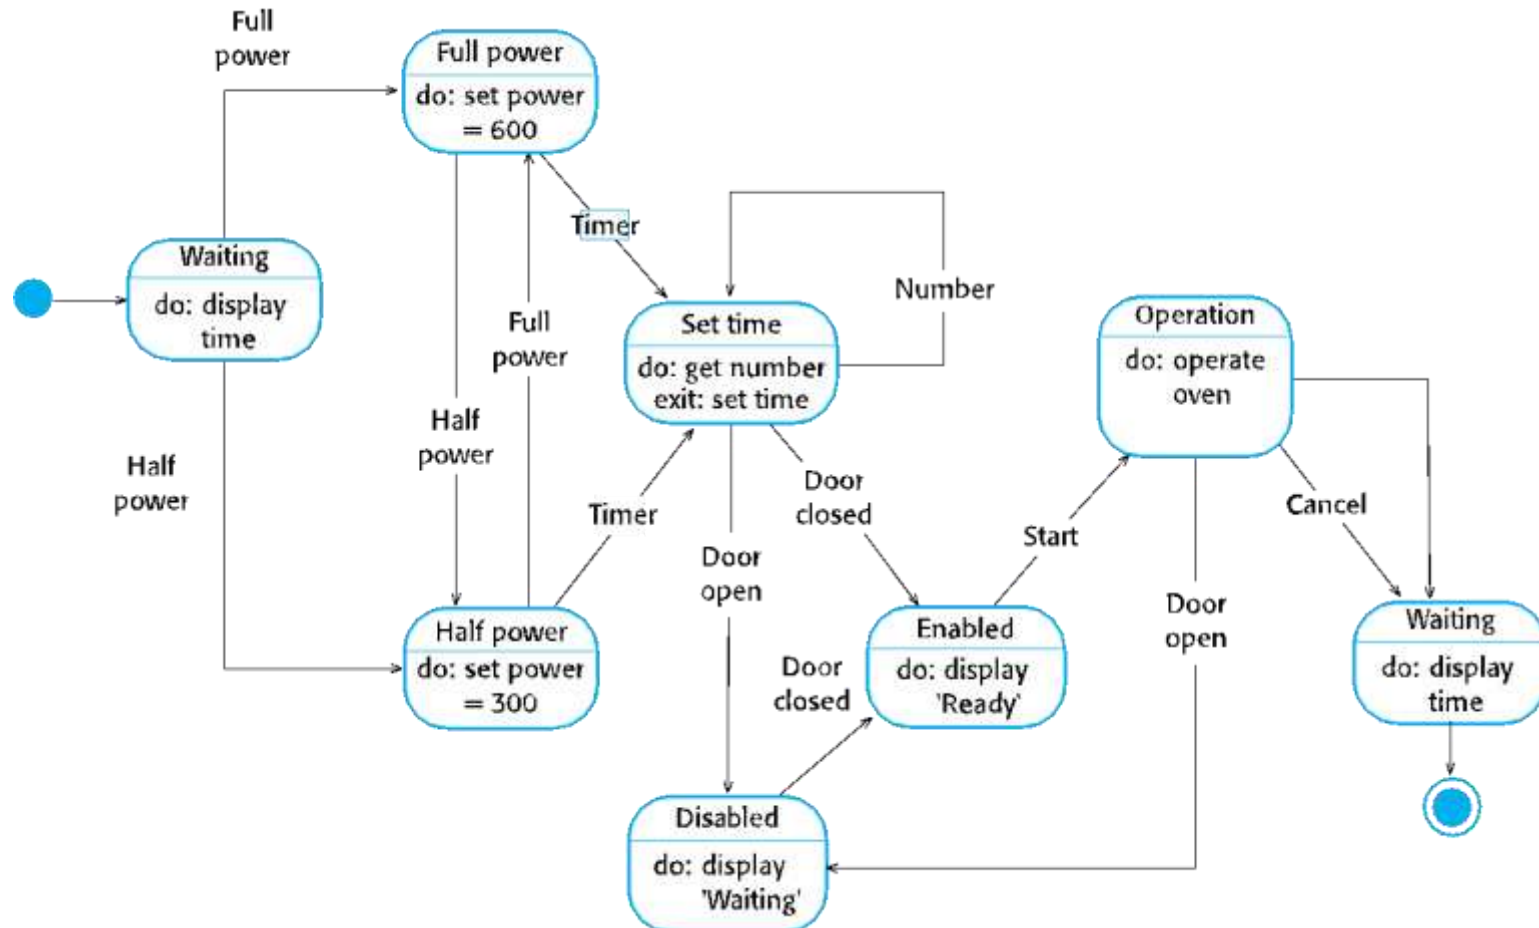 Full
power
Full power
do: set power
= 600
Timer
Waiting
do: display
time
Full
power
Half
power
Half
power
Number
Set time
do: get number
exit: set time
Operation
do: operate
oven
Timer
Door
closed
Door
open
Start
Cancel
Door
open
Half power
do: set power
= 300
Enabled
do: display
'Ready'
Door
closed
Waiting
do: display
time
Disabled
do: display
'Waiting'